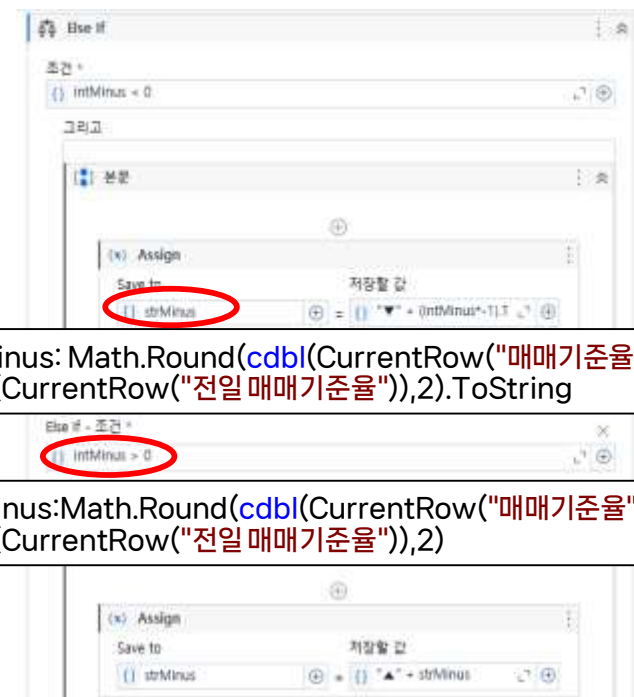 Else If
조건 *
intMinus < 0
그리고
본문
(x) Assign
Save to
저장할 값
strMinus = "▼" + (intMinus*-1).T
inus: Math.Round(cdbl(CurrentRow("매매기준율
(CurrentRow("전일 매매기준율")),2).ToString
Else If - 조건 *
intMinus > 0
nus:Math.Round(cdbl(CurrentRow("매매기준율"
(CurrentRow("전일 매매기준율")),2)
(x) Assign
Save to
저장할 값
strMinus = "▲" + strMinus